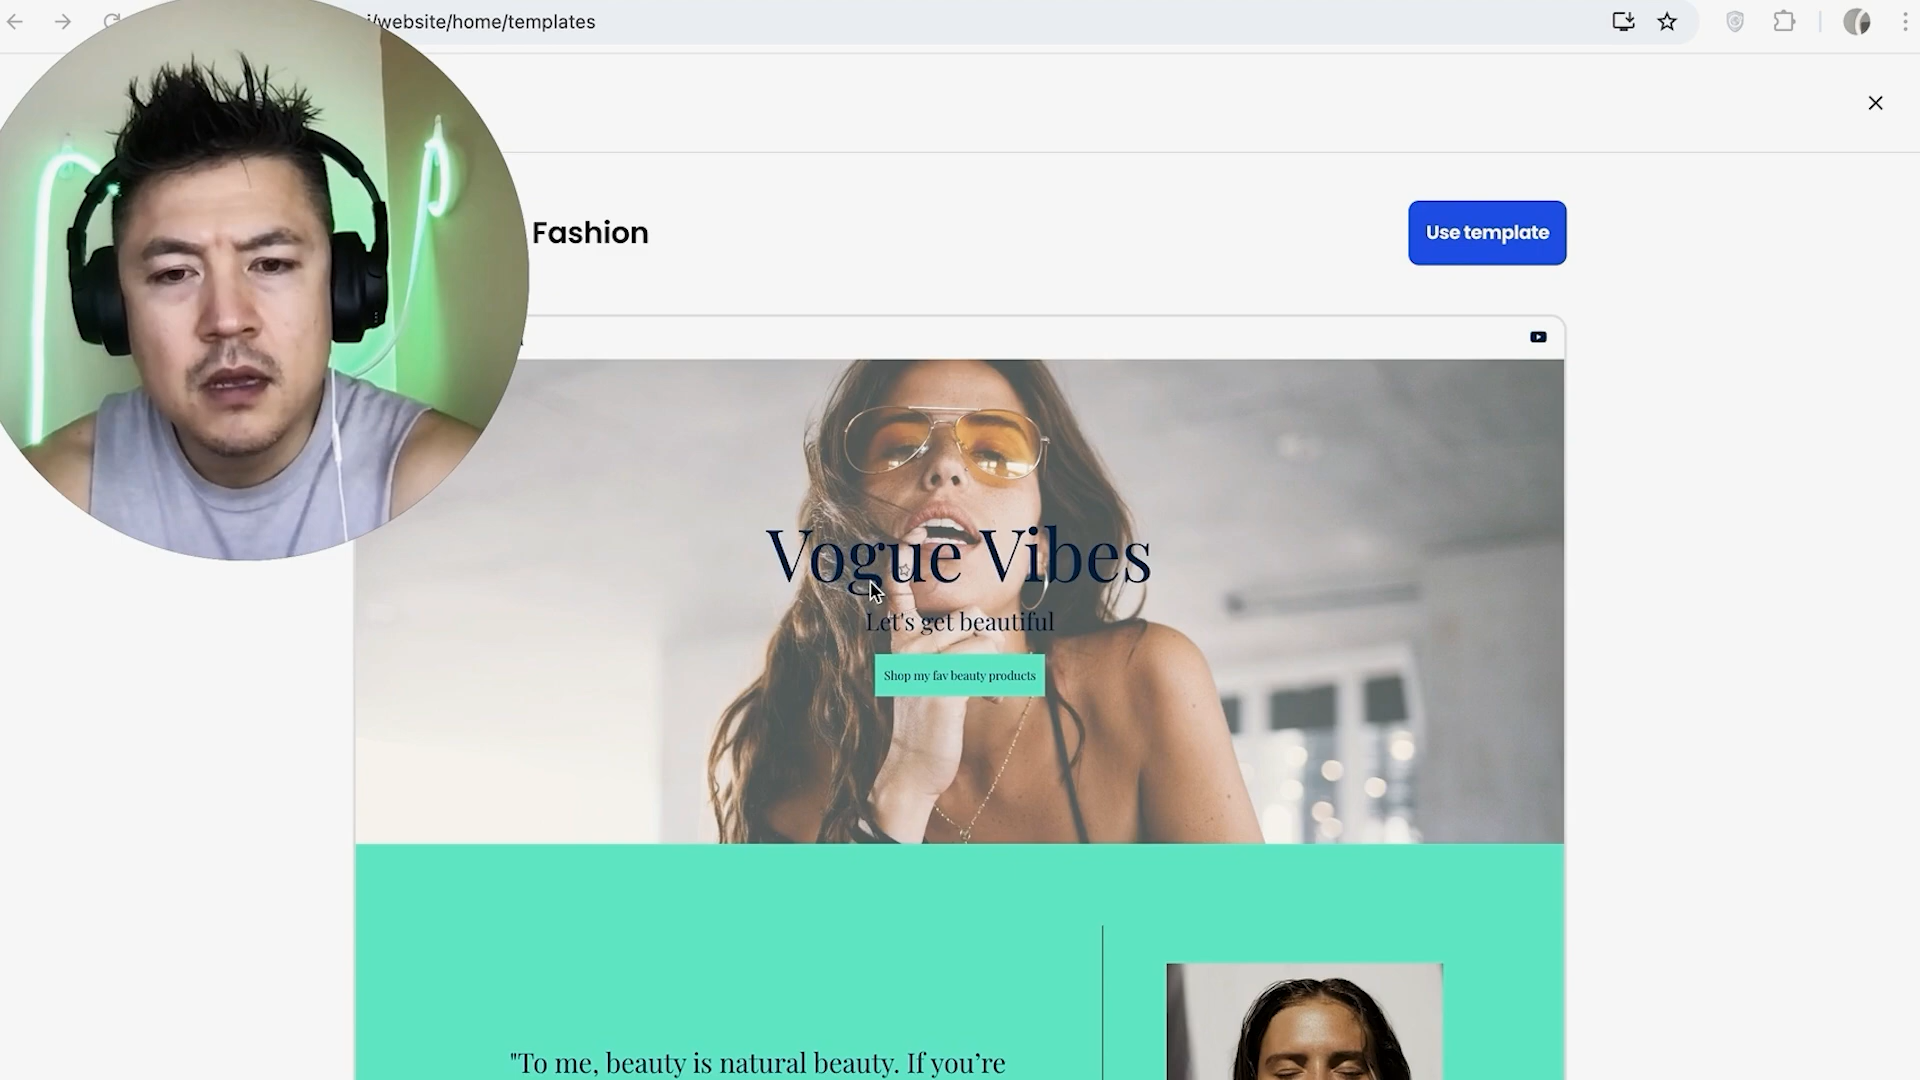 i/website/home/templates
Fashion
Use template
Vogue Vibes
Let's get beautiful
Shop my fav beauty products
"To me, beauty is natural beauty. If you’re